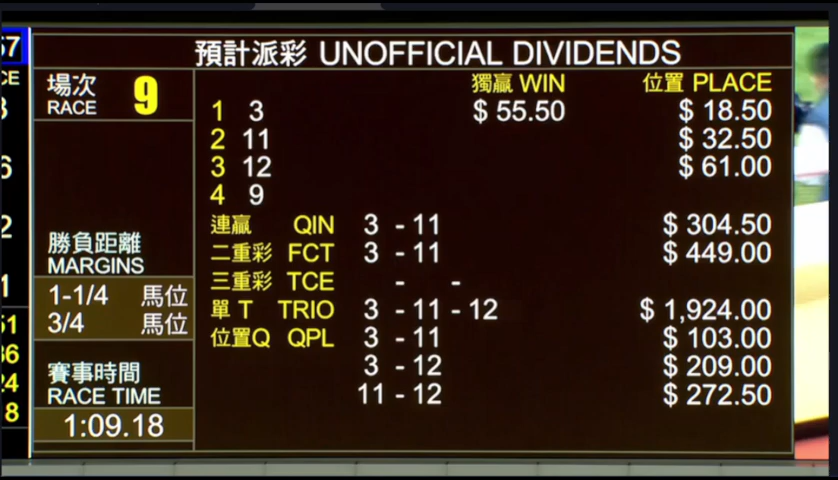 預計派彩 UNOFFICIAL DIVIDENDS
場次
RACE 9
獨贏 WIN 位置 PLACE
1 3 $ 55.50 $ 18.50
2 11 $ 32.50
3 12 $ 61.00
4 9
連贏 QIN 3 - 11 $ 304.50
二重彩 FCT 3 - 11 $ 449.00
三重彩 TCE - -
單T TRIO 3 - 11 - 12 $ 1,924.00
位置Q QPL 3 - 11 $ 103.00
3 - 12 $ 209.00
11 - 12 $ 272.50
勝負距離
MARGINS
1-1/4 馬位
3/4 馬位
賽事時間
RACE TIME
1:09.18